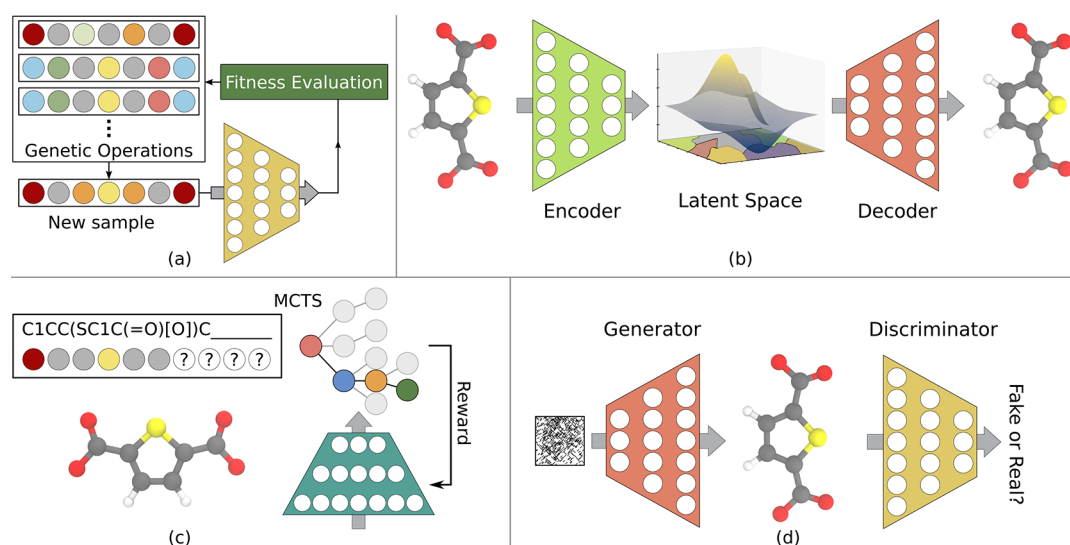 Fitness Evaluation
Genetic Operations
New sample
(a)
Encoder
Latent Space
Decoder
(b)
C1CC(SC1C(=O)[O])C______
? ? ? ?
MCTS
Reward
(c)
Generator
Discriminator
Fake or Real?
(d)